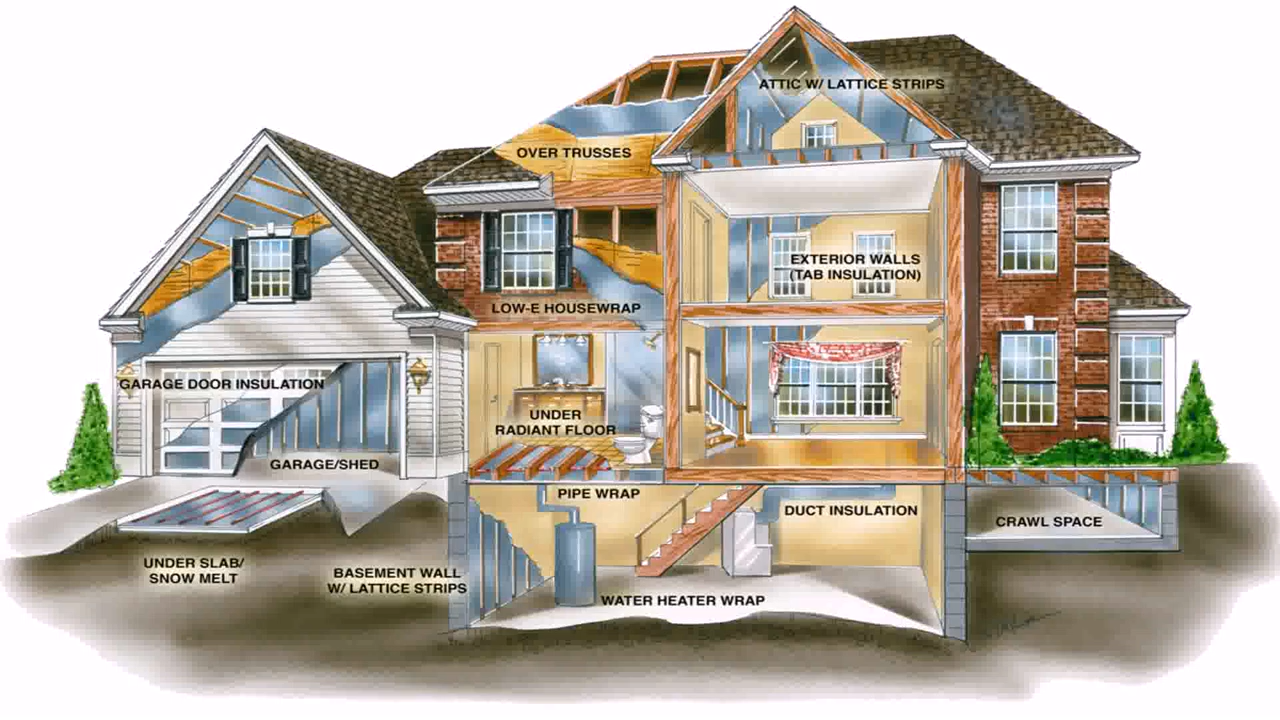 ATTIC W/ LATTICE STRIPS
OVER TRUSSES
EXTERIOR WALLS
(TAB INSULATION)
LOW-E HOUSEWRAP
GARAGE DOOR INSULATION
UNDER
RADIANT FLOOR
GARAGE/SHED
PIPE WRAP
DUCT INSULATION
CRAWL SPACE
UNDER SLAB/
SNOW MELT
BASEMENT WALL
W/ LATTICE STRIPS
WATER HEATER WRAP